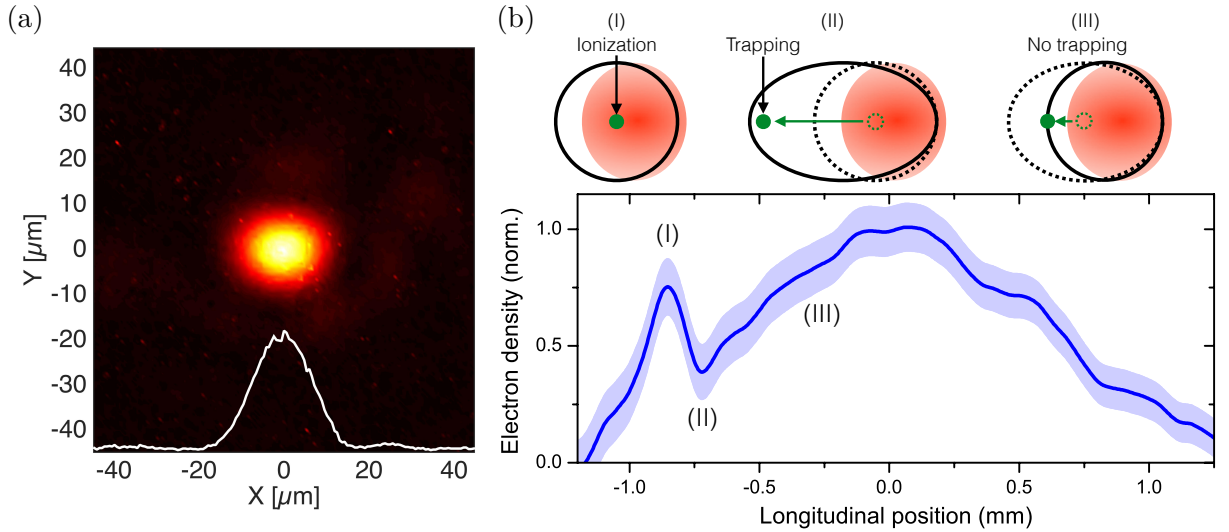 (a)
40
30
20
10
0
-10
-20
-30
-40
Y [µm]
-40 -20 0 20 40
X [µm]
(b)
(I) (II) (III)
Ionization Trapping No trapping
1.0
0.5
0.0
Electron density (norm.)
(I)
(II)
(III)
-1.0 -0.5 0.0 0.5 1.0
Longitudinal position (mm)